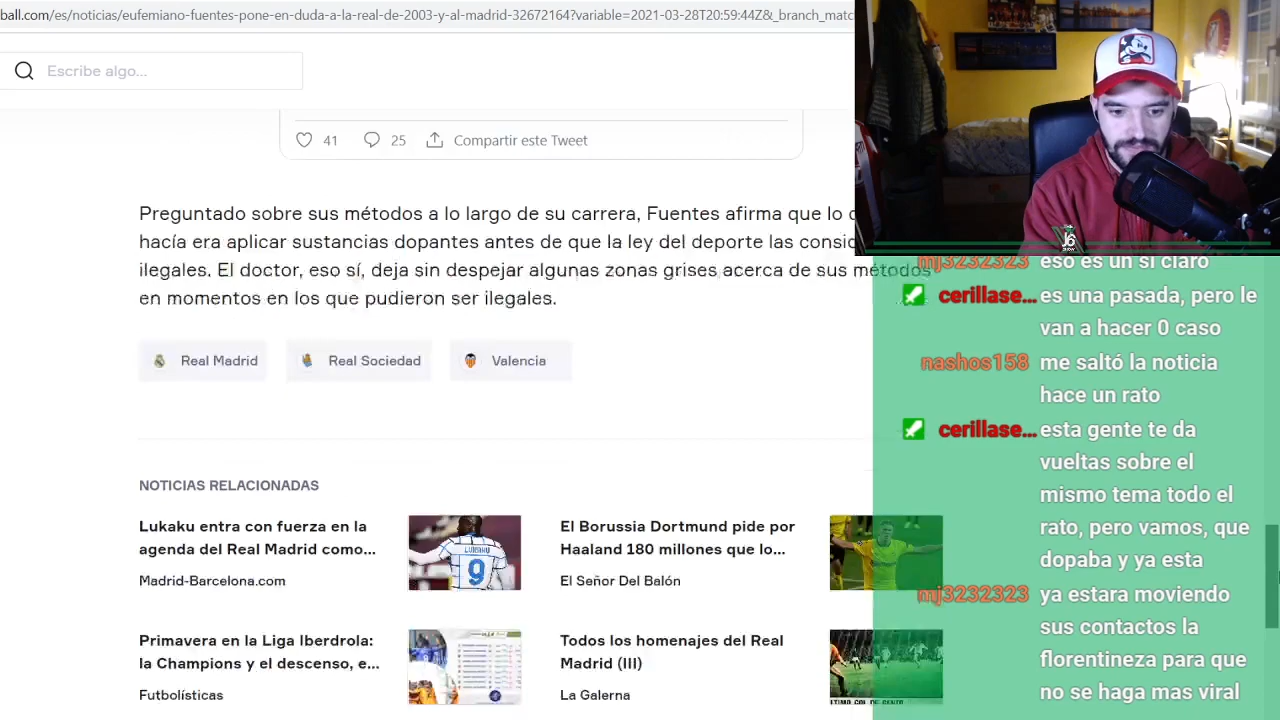 ball.com/es/noticias/eufemiano-fuentes-pone-en-duda-a-la-real-de-2003-y-al-madrid-32672164?variable=2021-03-28T20:59:44Z&_branch_matc
Escribe algo...
41 25 Compartir este Tweet
Preguntado sobre sus métodos a lo largo de su carrera, Fuentes afirma que lo
hacía era aplicar sustancias dopantes antes de que la ley del deporte las consid
ilegales. El doctor, eso sí, deja sin despejar algunas zonas grises acerca de sus métodos
en momentos en los que pudieron ser ilegales.
Real Madrid Real Sociedad Valencia
NOTICIAS RELACIONADAS
Lukaku entra con fuerza en la
agenda del Real Madrid como...
Madrid-Barcelona.com
LUKAKU
9
El Borussia Dortmund pide por
Haaland 180 millones que lo...
El Señor Del Balón
Primavera en la Liga Iberdrola:
la Champions y el descenso, e...
Futbolísticas
Todos los homenajes del Real
Madrid (III)
La Galerna
J6
mj3232323 eso es un si claro
cerillase... es una pasada, pero le
van a hacer 0 caso
nashos158 me saltó la noticia
hace un rato
cerillase... esta gente te da
vueltas sobre el
mismo tema todo el
rato, pero vamos, que
dopaba y ya esta
mj3232323 ya estara moviendo
sus contactos la
florentineza para que
no se haga mas viral